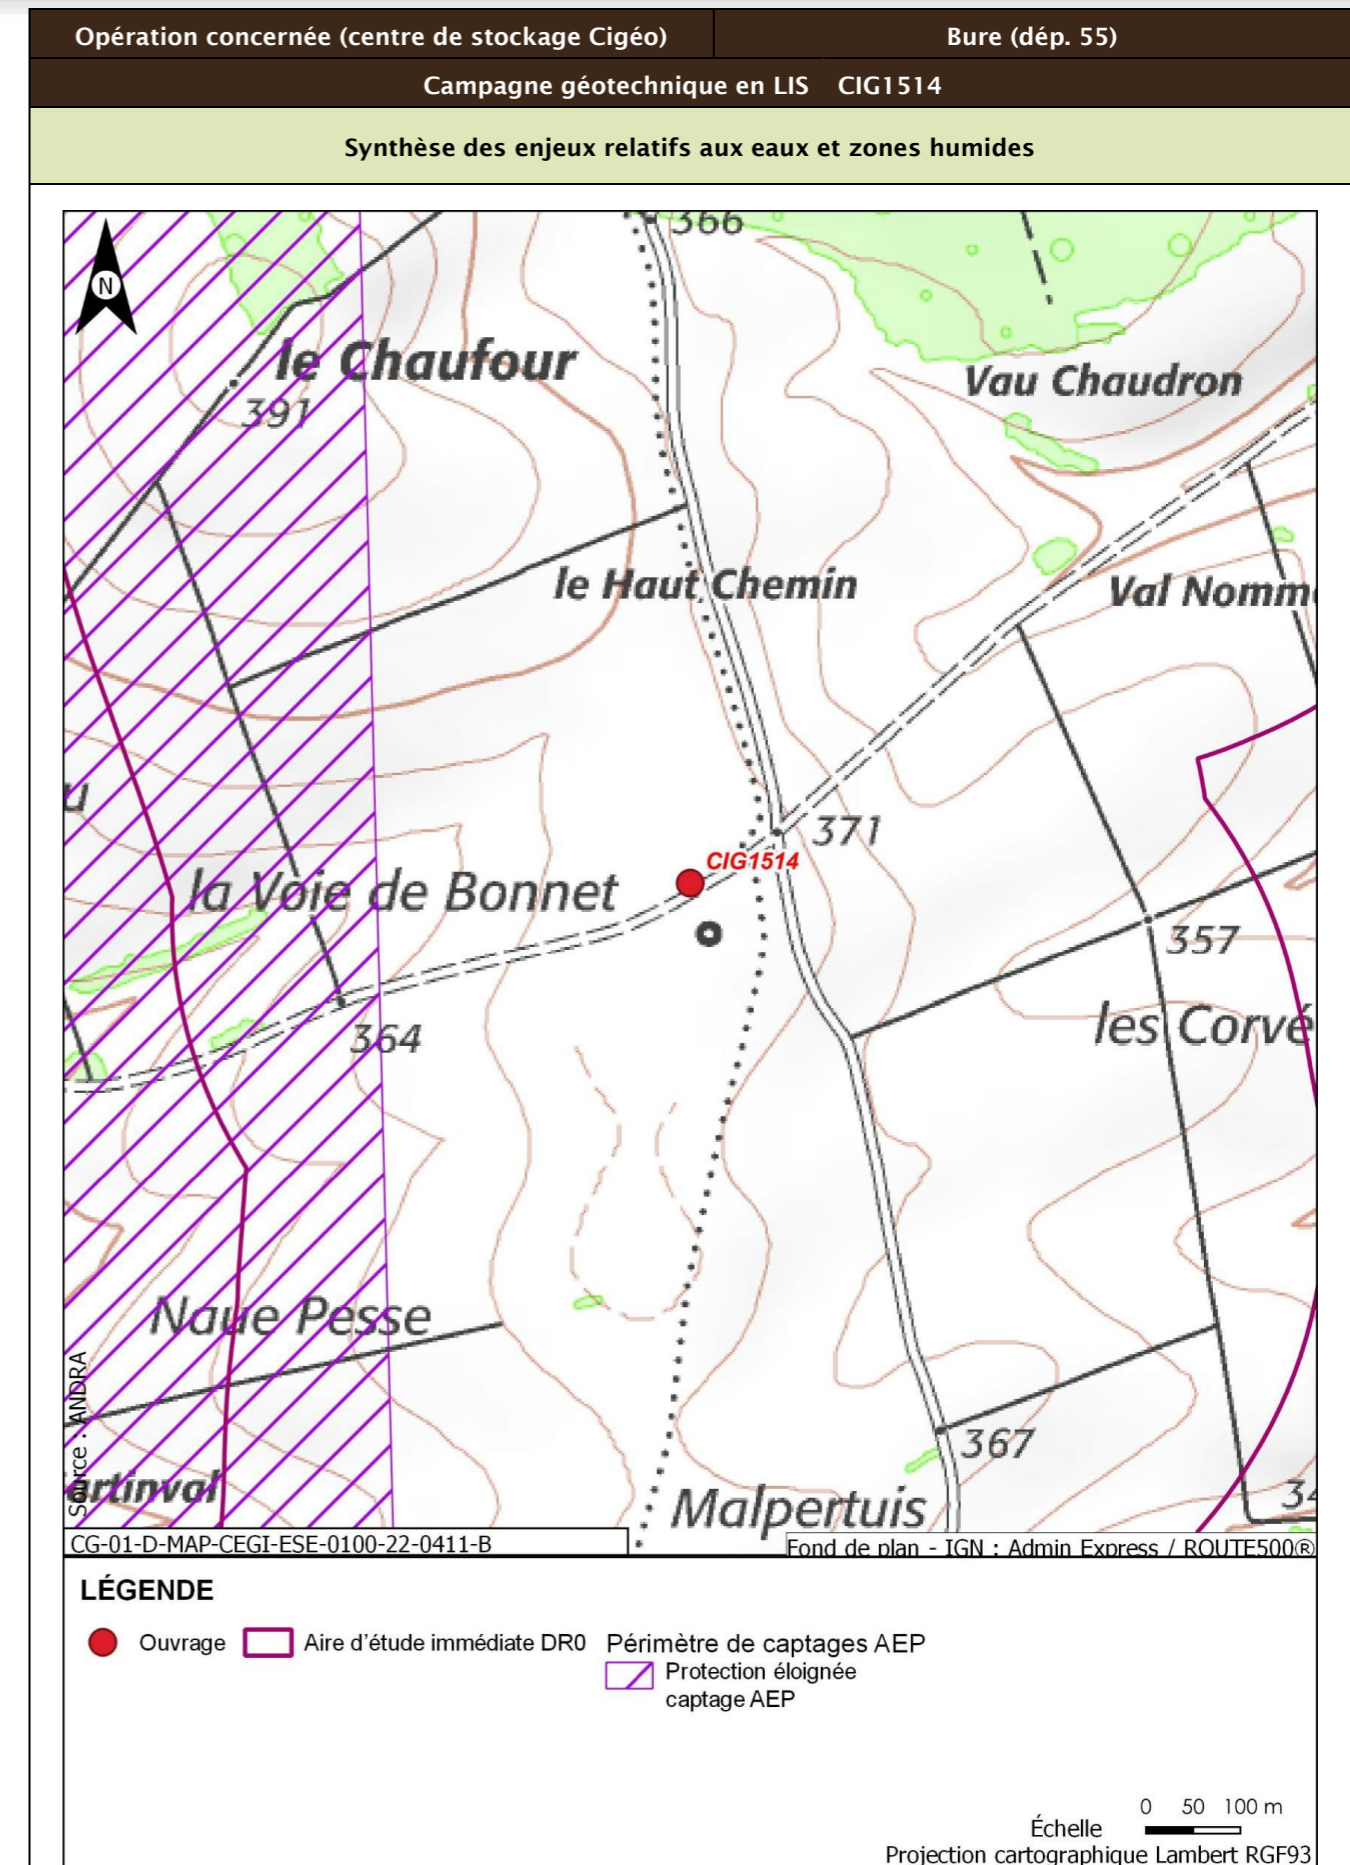 Opération concernée (centre de stockage Cigéo) Bure (dép. 55)
Campagne géotechnique en LIS CIG1514
Synthèse des enjeux relatifs aux eaux et zones humides
366
N
le Chaufour
Vau Chaudron
391
le Haut Chemin
Val Nomm
u
371
CIG1514
la Voie de Bonnet
357
364
les Corvé
Naue Pesse
367
Source : ANDRA
artinval
34
Malpertuis
CG-01-D-MAP-CEGI-ESE-0100-22-0411-B
Fond de plan - IGN : Admin Express / ROUTE500®
LÉGENDE
Ouvrage Aire d'étude immédiate DR0 Périmètre de captages AEP
Protection éloignée
captage AEP
0 50 100 m
Échelle
Projection cartographique Lambert RGF93